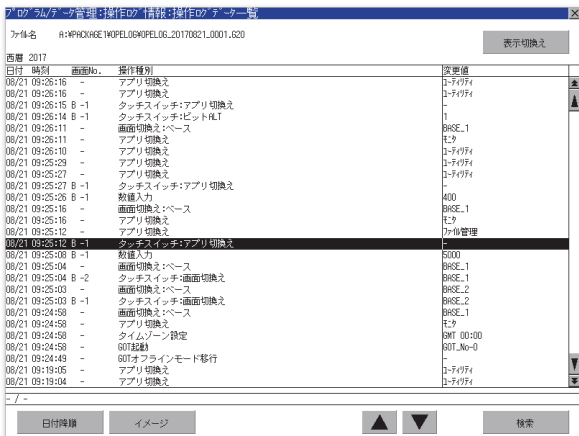 ﾌﾟﾛｸﾞﾗﾑ/ﾃﾞｰﾀ管理:操作ﾛｸﾞ情報:操作ﾛｸﾞﾃﾞｰﾀ一覧
ﾌｧｲﾙ名 A:¥PACKAGE1¥OPELOG¥OPELOG_20170821_0001.G20
表示切換え
西暦 2017
日付 時刻 画面No. 操作種別 変更値
08/21 09:26:16 - アプリ切換え ﾕｰﾃｨﾘﾃｨ
08/21 09:26:16 - アプリ切換え ﾕｰﾃｨﾘﾃｨ
08/21 09:26:15 B -1 タッチスイッチ:アプリ切換え -
08/21 09:26:14 B -1 タッチスイッチ:ビットALT 1
08/21 09:26:11 - 画面切換え:ベース BASE_1
08/21 09:26:11 - アプリ切換え ﾓﾆﾀ
08/21 09:26:10 - アプリ切換え ﾕｰﾃｨﾘﾃｨ
08/21 09:25:29 - アプリ切換え ﾕｰﾃｨﾘﾃｨ
08/21 09:25:27 - アプリ切換え ﾕｰﾃｨﾘﾃｨ
08/21 09:25:27 B -1 タッチスイッチ:アプリ切換え -
08/21 09:25:26 B -1 数値入力 400
08/21 09:25:16 - 画面切換え:ベース BASE_1
08/21 09:25:16 - アプリ切換え ﾓﾆﾀ
08/21 09:25:12 - アプリ切換え ﾌｧｲﾙ管理
08/21 09:25:12 B -1 タッチスイッチ:アプリ切換え -
08/21 09:25:08 B -1 数値入力 5000
08/21 09:25:04 - 画面切換え:ベース BASE_1
08/21 09:25:04 B -2 タッチスイッチ:画面切換え BASE_1
08/21 09:25:03 - 画面切換え:ベース BASE_2
08/21 09:25:03 B -1 タッチスイッチ:画面切換え BASE_2
08/21 09:24:58 - 画面切換え:ベース BASE_1
08/21 09:24:58 - アプリ切換え ﾓﾆﾀ
08/21 09:24:58 - タイムゾーン設定 GMT 00:00
08/21 09:24:58 - GOT起動 GOT_No-0
08/21 09:24:49 - GOTオフラインモード移行 -
08/21 09:19:05 - アプリ切換え ﾕｰﾃｨﾘﾃｨ
08/21 09:19:04 - アプリ切換え ﾕｰﾃｨﾘﾃｨ
- / -
日付降順 イメージ 検索